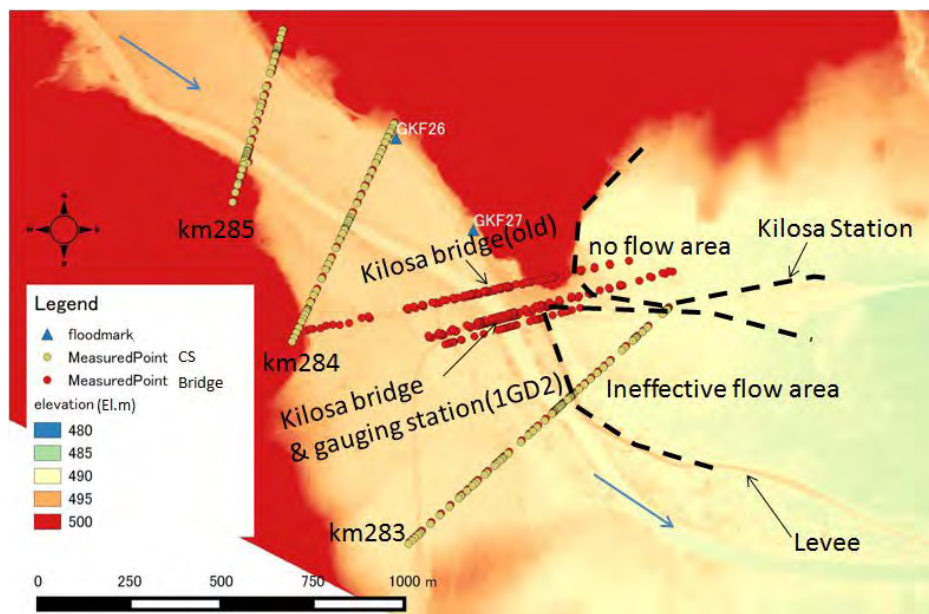 GKF26
km285
GKF27
Kilosa bridge(old)
no flow area
Kilosa Station
km284
Kilosa bridge
& gauging station(1GD2)
Ineffective flow area
km283
Levee
Legend
floodmark
MeasuredPoint CS
MeasuredPoint Bridge
elevation(El.m)
480
485
490
495
500
0 250 500 750 1000 m